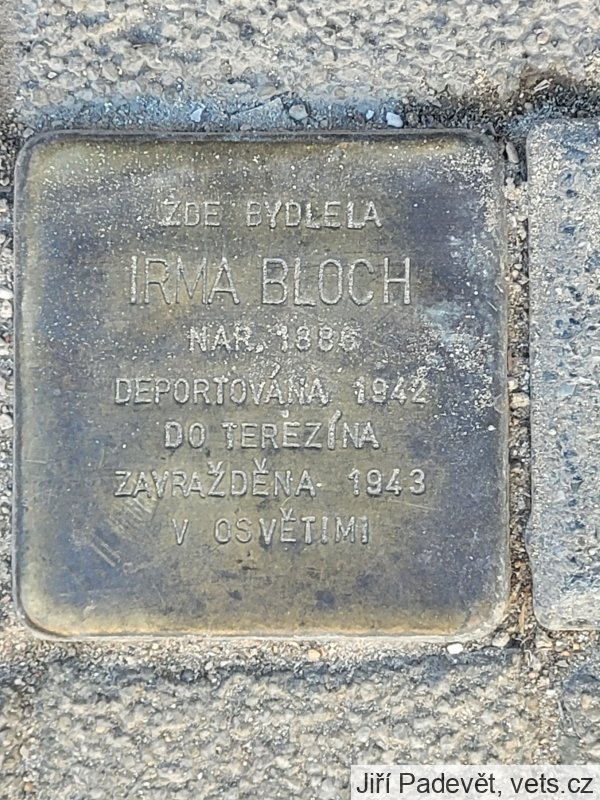 ZDE BYDLELA
IRMA BLOCH
NAR. 1886
DEPORTOVÁNA 1942
DO TEREZÍNA
ZAVRAŽDĚNA 1943
V OSVĚTIMI
Jiří Padevět, vets.cz